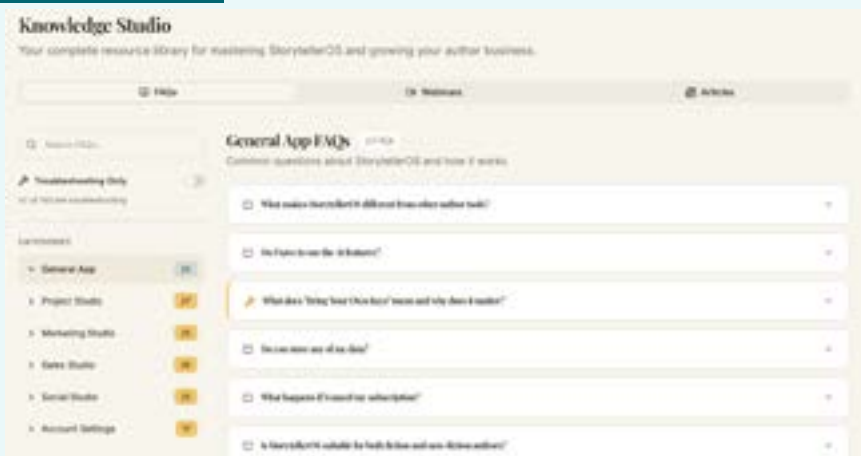 Knowledge Studio
Your complete resource library for mastering StorytellerOS and growing your author business.
FAQs
Webinars
Articles
Search FAQs...
General App FAQs
Common questions about StorytellerOS and how it works
Troubleshooting Only
What makes StorytellerOS different from other author tools?
CATEGORIES
Do I have to use the AI features?
General App
Project Studio
What does "Bring Your Own Keys" mean and why does it matter?
Marketing Studio
Do you store any of my data?
Sales Studio
Social Studio
What happens if I cancel my subscription?
Account Settings
Is StorytellerOS suitable for both fiction and non-fiction authors?